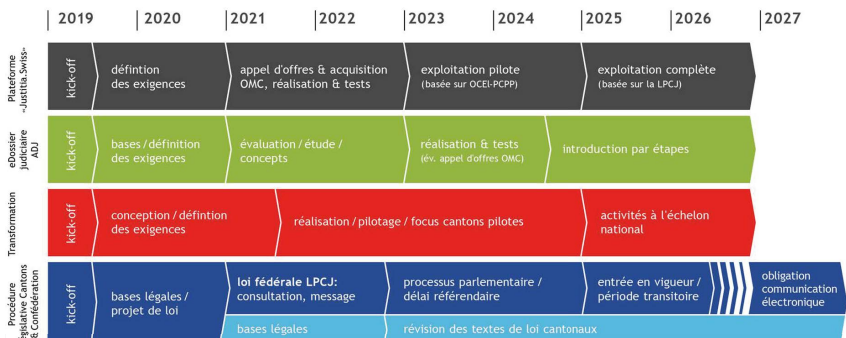 2019 2020 2021 2022 2023 2024 2025 2026 2027
Plateforme
«Justitia.Swiss»
kick-off
défintion
des exigences
appel d'offres & acquisition
OMC, réalisation & tests
exploitation pilote
(basée sur OCEI-PCPP)
exploitation complète
(basée sur la LPCJ)
eDossier
Judiciaire
ADJ
kick-off
bases / définition
des exigences
évaluation / étude /
concepts
réalisation & tests
(év. appel d'offres OMC)
introduction par étapes
Transformation
kick-off
conception / défintion
des exigences
réalisation / pilotage / focus cantons pilotes
activités à l'échelon
national
Procédure
législative Cantons
& Confédération
kick-off
bases légales /
projet de loi
loi fédérale LPCJ:
consultation, message
processus parlementaire /
délai référendaire
entrée en vigueur /
période transitoire
obligation
communication
électronique
bases légales
révision des textes de loi cantonaux